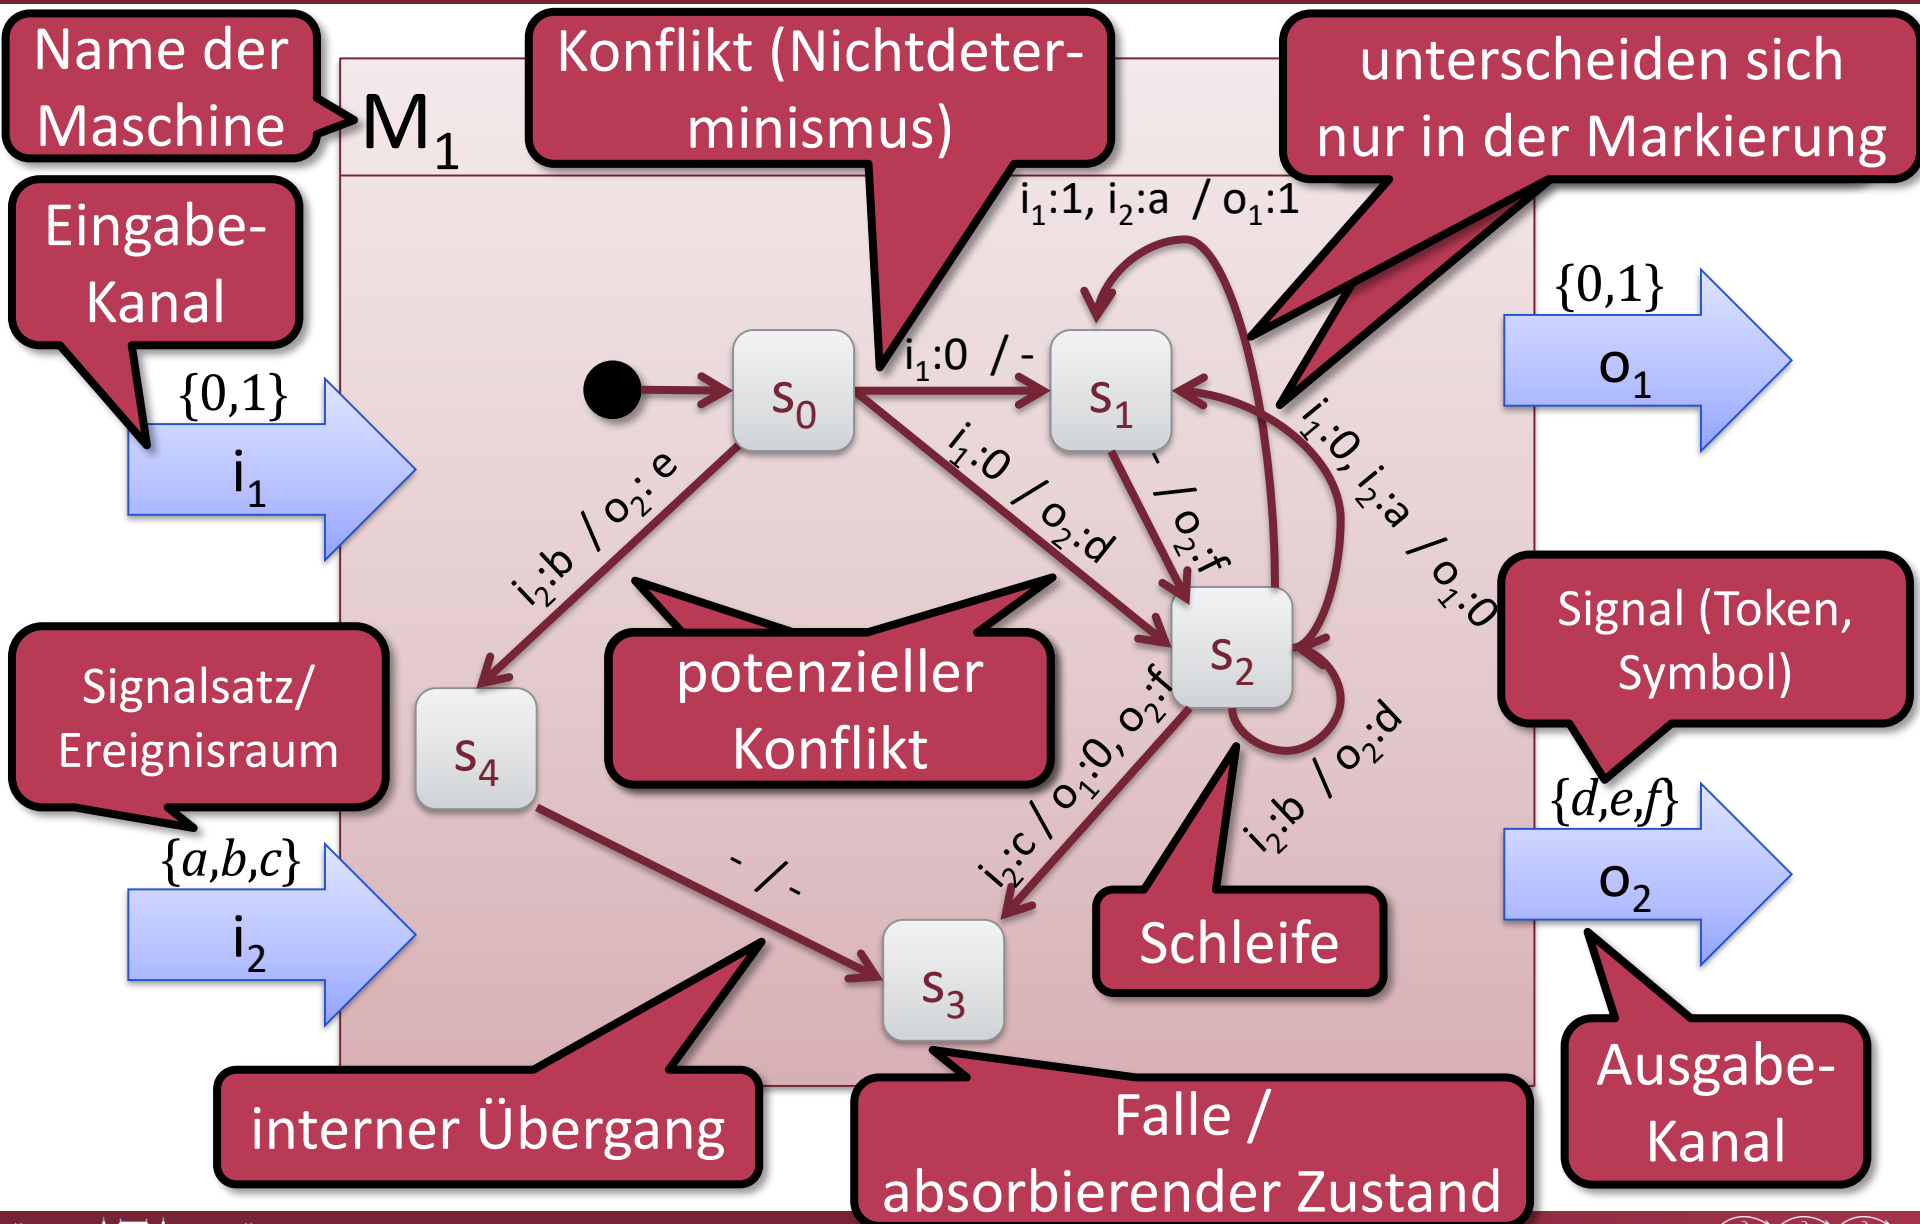 Name der
Maschine
M₁
Konflikt (Nichtdeter-
minismus)
unterscheiden sich
nur in der Markierung
Eingabe-
Kanal
i₁:1, i₂:a / o₁:1
{0,1}
i₁
{0,1}
o₁
s₀
i₁:0 / -
s₁
i₁:0, i₂:a / o₁:0
i₂:b / o₂: e
i₁:0 / o₂:d
- / o₂:f
s₂
potenzieller
Konflikt
Signal (Token,
Symbol)
Signalsatz/
Ereignisraum
s₄
i₂:c / o₁:0, o₂:f
i₂:b / o₂:d
{a,b,c}
i₂
{d,e,f}
o₂
- / -
Schleife
s₃
interner Übergang
Falle /
absorbierender Zustand
Ausgabe-
Kanal